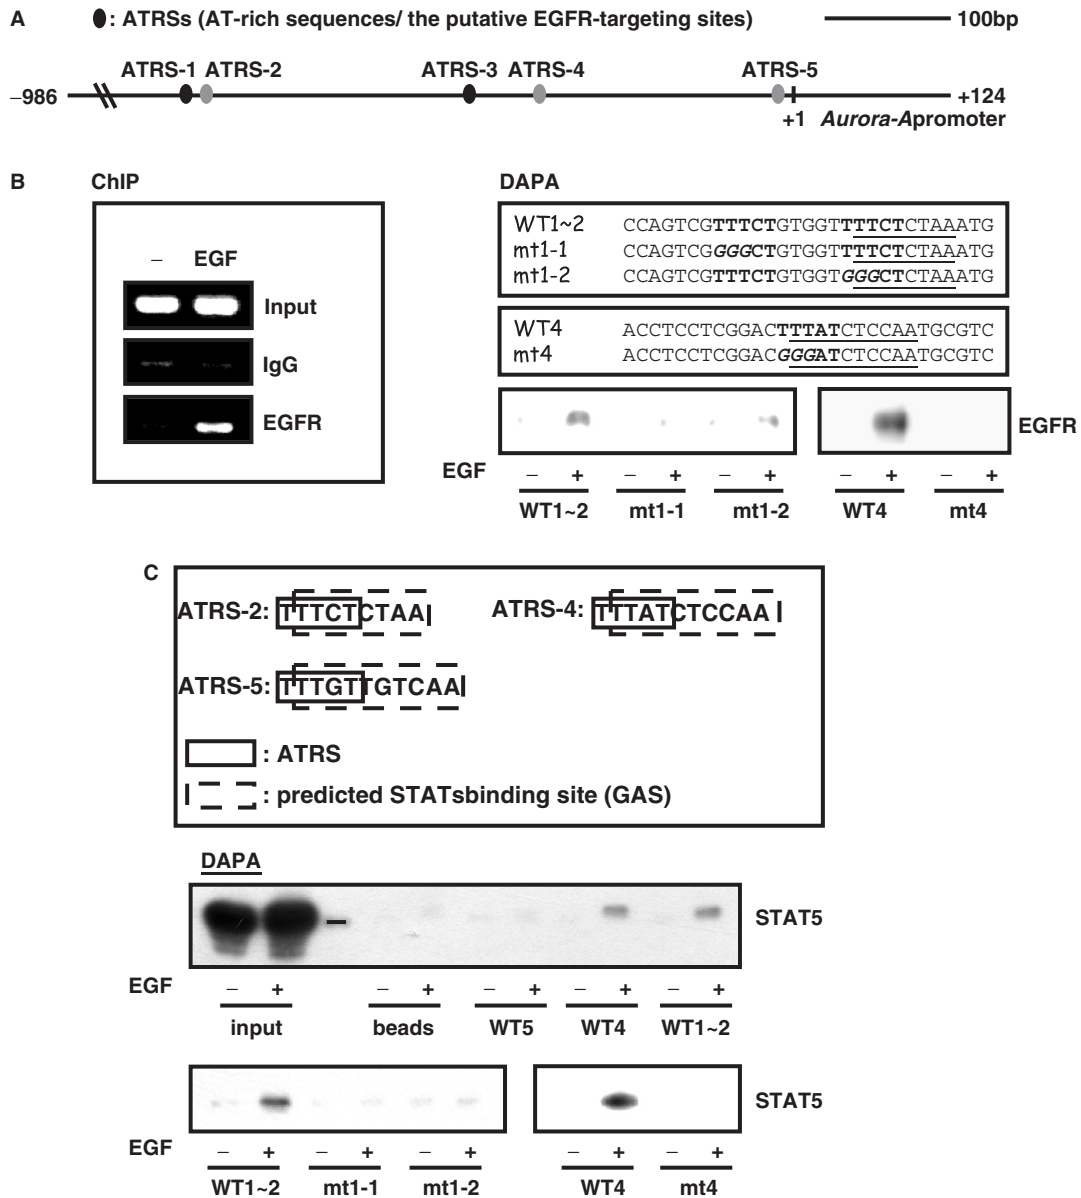 A
: ATRSs (AT-rich sequences/ the putative EGFR-targeting sites)
100bp
ATRS-1 ATRS-2 ATRS-3 ATRS-4 ATRS-5
–986
+124
+1 Aurora-Apromoter
B
ChIP
– EGF
Input
IgG
EGFR
DAPA
WT1~2 CCAGTCGTTTCTGTGGTTTTCTCTAAATG
mt1-1 CCAGTCGGGGCTGTGGTTTTCTCTAAATG
mt1-2 CCAGTCGTTTCTGTGGTGGGCTCTAAATG
WT4 ACCTCCTCGGACTTTATCTCCAATGCGTC
mt4 ACCTCCTCGGACGGGATCTCCAATGCGTC
EGFR
EGF – + – + – + – + – +
WT1~2 mt1-1 mt1-2 WT4 mt4
C
ATRS-2: TTTCTCTAA
ATRS-4: TTTATCTCCAA
ATRS-5: TTTGTTGTCAA
: ATRS
: predicted STATsbinding site (GAS)
DAPA
STAT5
EGF – + – + – + – + – +
input beads WT5 WT4 WT1~2
STAT5
EGF – + – + – + – + – +
WT1~2 mt1-1 mt1-2 WT4 mt4